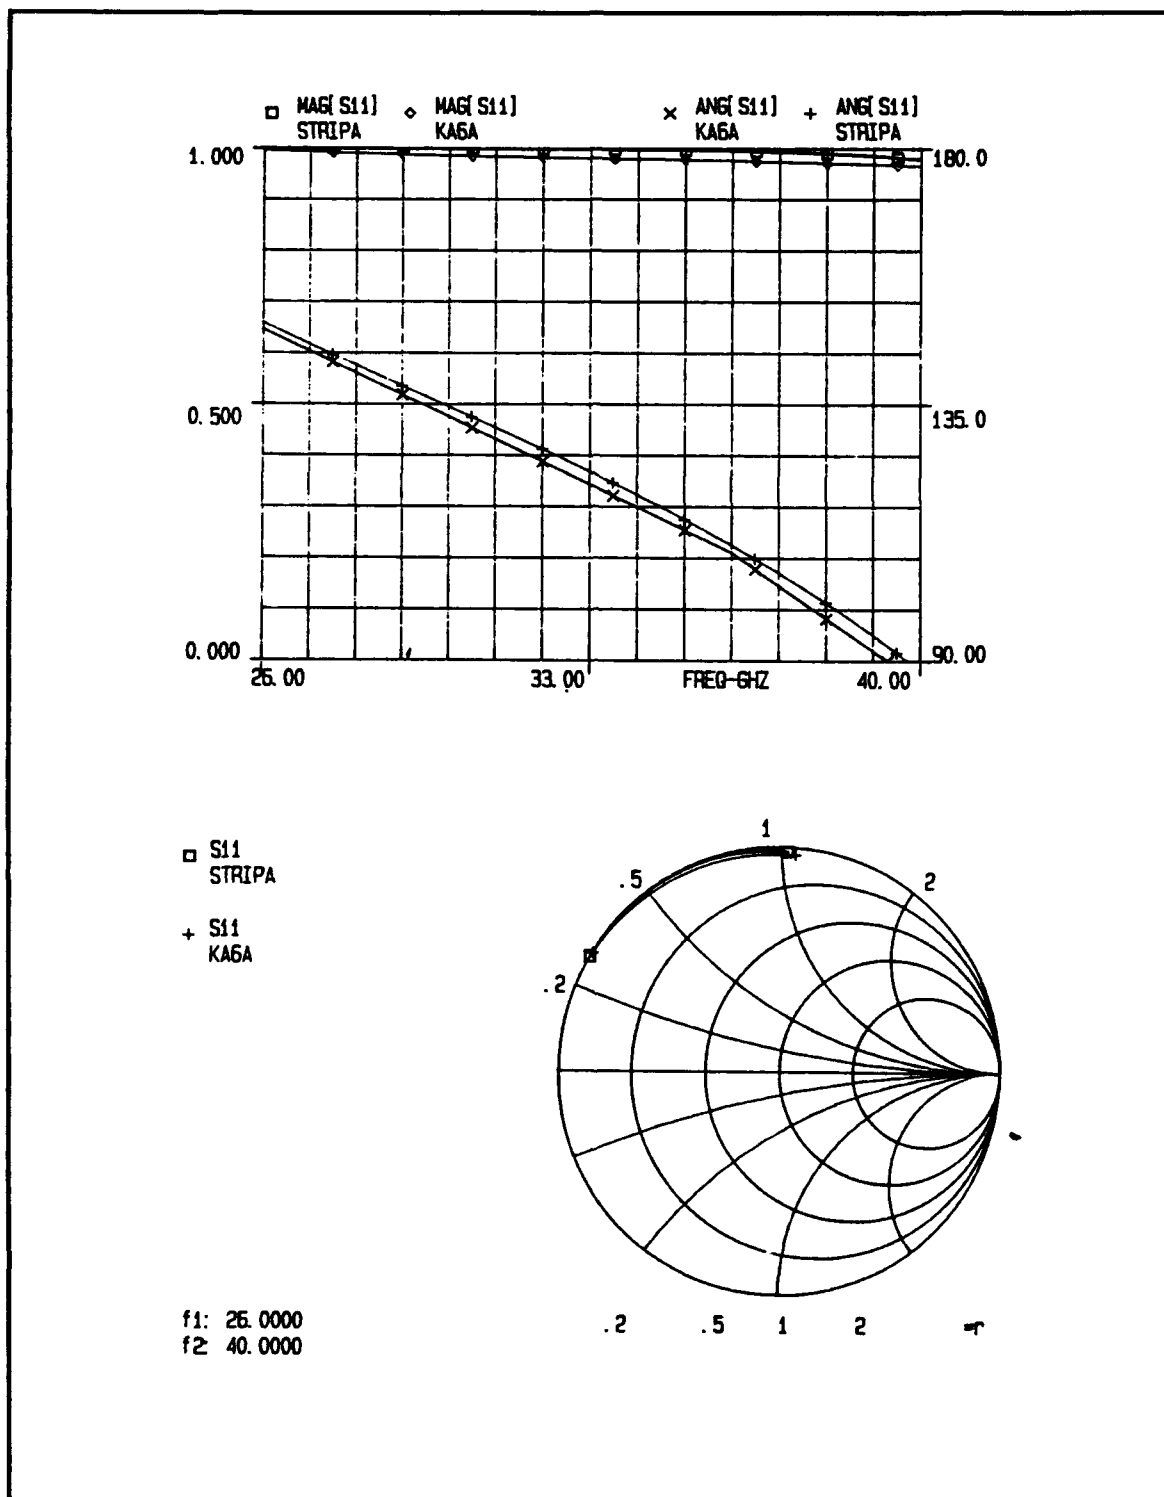 MAG[S11] MAG[S11] ANG[S11] ANG[S11]
STRIPA KA6A KA6A STRIPA
1.000 180.0
0.500 135.0
0.000 90.00
26.00 33.00 FREQ-GHZ 40.00
S11
STRIPA
S11
KA6A
1
.5 2
.2
f1: 26.0000
f2: 40.0000
.2 .5 1 2 =r